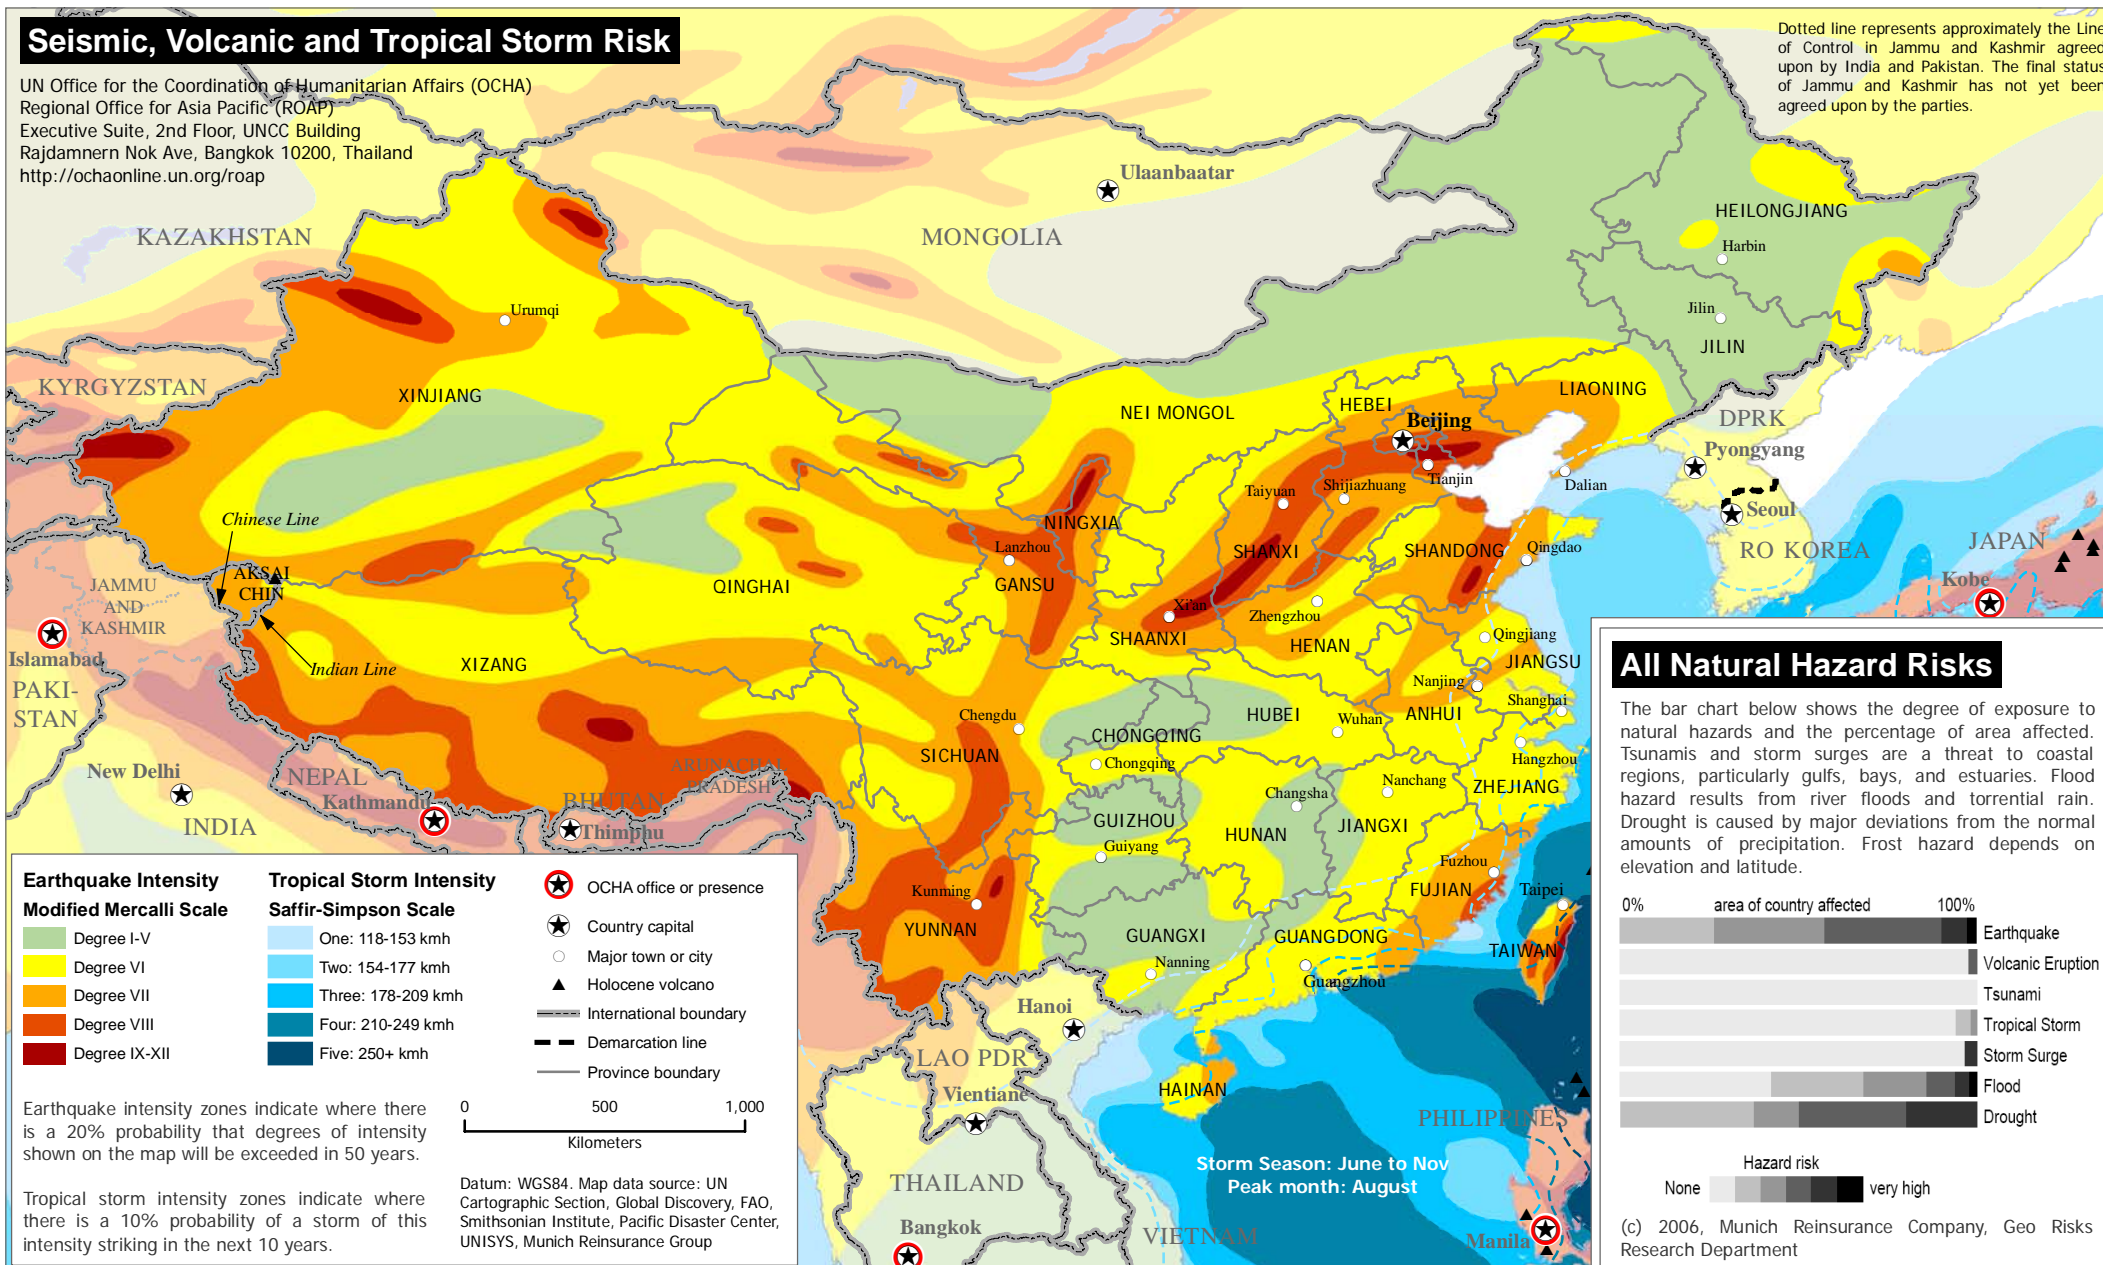 Seismic, Volcanic and Tropical Storm Risk
UN Office for the Coordination of Humanitarian Affairs (OCHA)
Regional Office for Asia Pacific (ROAP)
Executive Suite, 2nd Floor, UNCC Building
Rajdamnern Nok Ave, Bangkok 10200, Thailand
http://ochaonline.un.org/roap
Dotted line represents approximately the Line
of Control in Jammu and Kashmir agreed
upon by India and Pakistan. The final status
of Jammu and Kashmir has not yet been
agreed upon by the parties.
Ulaanbaatar
KAZAKHSTAN
MONGOLIA
HEILONGJIANG
Harbin
Urumqi
Jilin
JILIN
KYRGYZSTAN
XINJIANG
NEI MONGOL
HEBEI
LIAONING
Beijing
DPRK
Pyongyang
Tianjin
Dalian
Taiyuan
Shijiazhuang
Seoul
Chinese Line
NINGXIA
Lanzhou
SHANXI
SHANDONG
Qingdao
RO KOREA
JAPAN
Kobe
AKSAI
CHIN
JAMMU
AND
KASHMIR
QINGHAI
GANSU
Xi'an
Zhengzhou
SHAANXI
HENAN
Qingjiang
JIANGSU
Islamabad
PAKI-
STAN
Indian Line
XIZANG
Nanjing
Shanghai
Chengdu
HUBEI
Wuhan
ANHUI
CHONGQING
SICHUAN
Chongqing
Hangzhou
New Delhi
NEPAL
Kathmandu
ARUNACHAL
PRADESH
BHUTAN
Thimphu
INDIA
Nanchang
ZHEJIANG
Changsha
GUIZHOU
HUNAN
JIANGXI
Guiyang
Fuzhou
FUJIAN
Taipei
Kunming
YUNNAN
GUANGXI
GUANGDONG
TAIWAN
Nanning
Guangzhou
Hanoi
LAO PDR
Vientiane
HAINAN
PHILIPPINES
THAILAND
Bangkok
VIETNAM
Manila
Storm Season: June to Nov
Peak month: August
Earthquake Intensity
Modified Mercalli Scale
Degree I-V
Degree VI
Degree VII
Degree VIII
Degree IX-XII
Tropical Storm Intensity
Saffir-Simpson Scale
One: 118-153 kmh
Two: 154-177 kmh
Three: 178-209 kmh
Four: 210-249 kmh
Five: 250+ kmh
OCHA office or presence
Country capital
Major town or city
Holocene volcano
International boundary
Demarcation line
Province boundary
0 500 1,000
Kilometers
Earthquake intensity zones indicate where there
is a 20% probability that degrees of intensity
shown on the map will be exceeded in 50 years.
Tropical storm intensity zones indicate where
there is a 10% probability of a storm of this
intensity striking in the next 10 years.
Datum: WGS84. Map data source: UN
Cartographic Section, Global Discovery, FAO,
Smithsonian Institute, Pacific Disaster Center,
UNISYS, Munich Reinsurance Group
All Natural Hazard Risks
The bar chart below shows the degree of exposure to
natural hazards and the percentage of area affected.
Tsunamis and storm surges are a threat to coastal
regions, particularly gulfs, bays, and estuaries. Flood
hazard results from river floods and torrential rain.
Drought is caused by major deviations from the normal
amounts of precipitation. Frost hazard depends on
elevation and latitude.
0% area of country affected 100%
Earthquake
Volcanic Eruption
Tsunami
Tropical Storm
Storm Surge
Flood
Drought
Hazard risk
None very high
(c) 2006, Munich Reinsurance Company, Geo Risks
Research Department